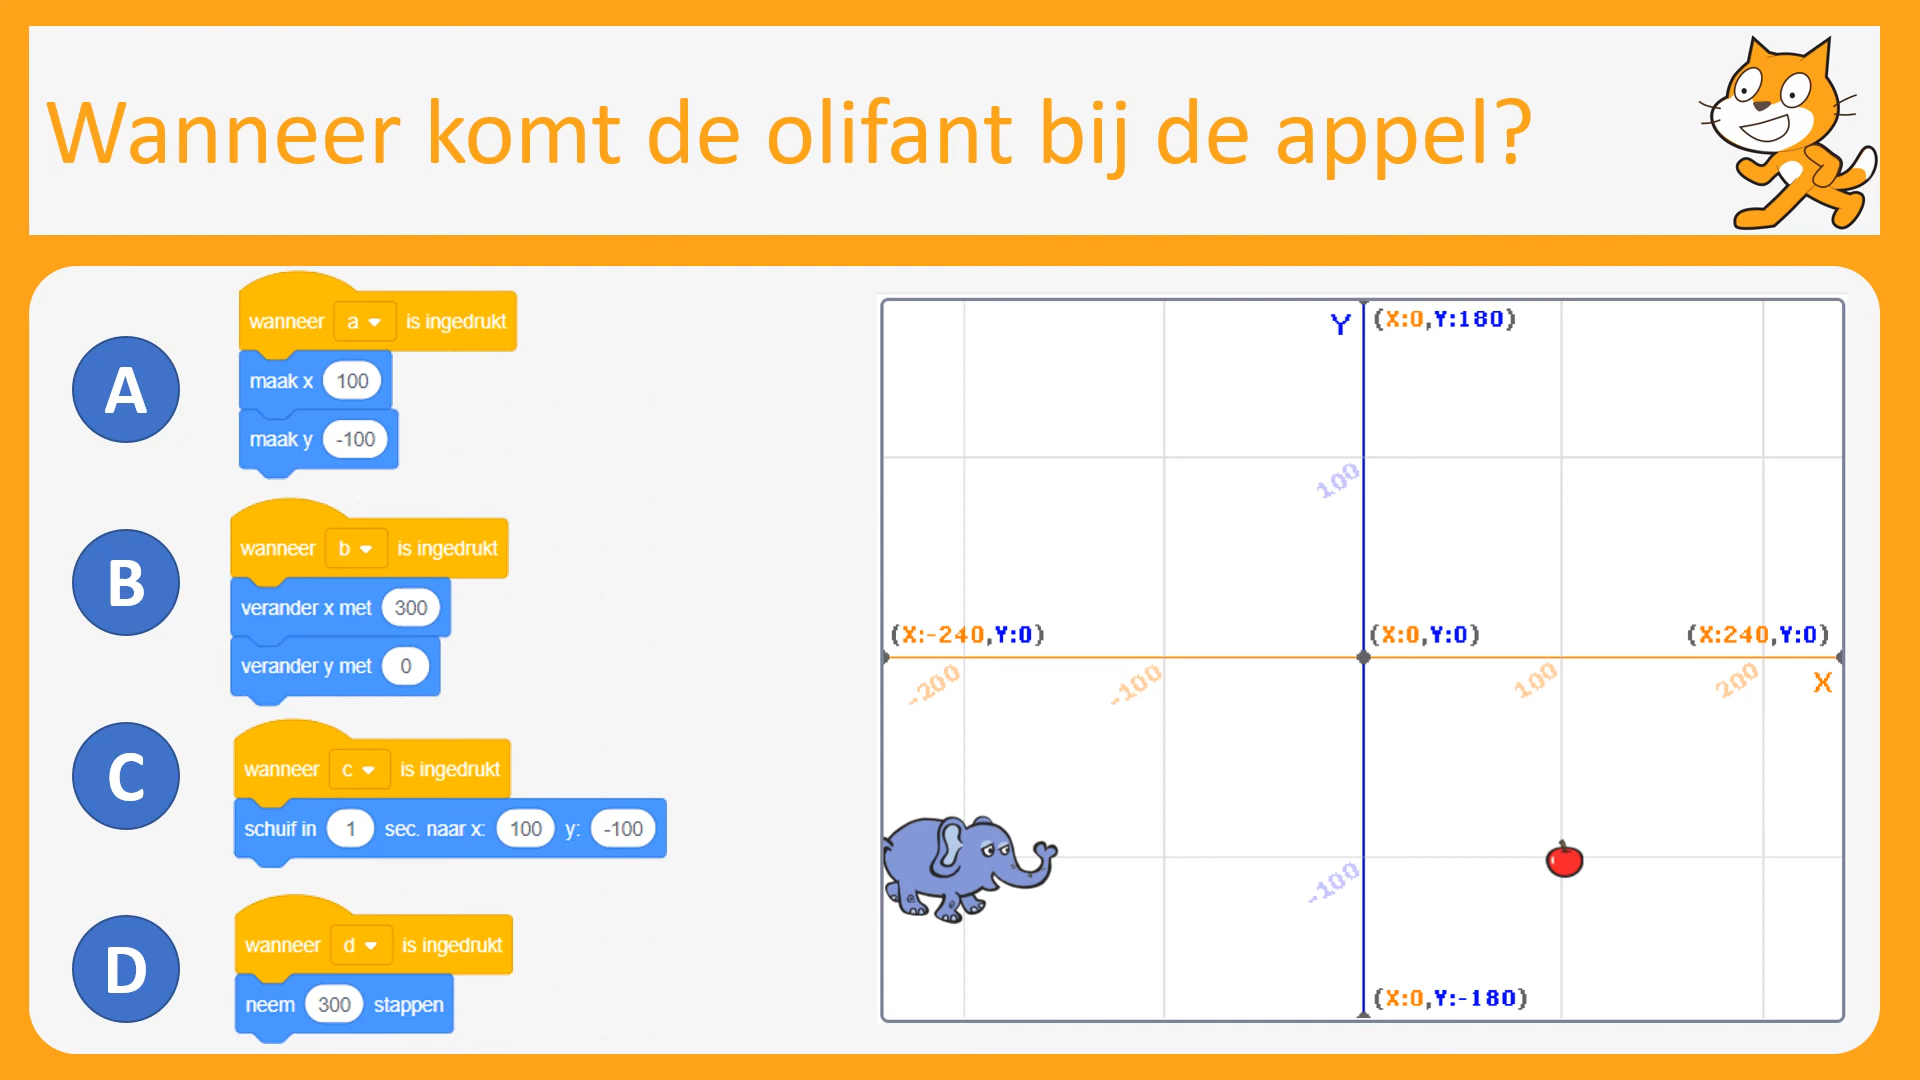 Wanneer komt de olifant bij de appel?
A
wanneer a is ingedrukt
maak x 100
maak y -100
B
wanneer b is ingedrukt
verander x met 300
verander y met 0
C
wanneer c is ingedrukt
schuif in 1 sec. naar x: 100 y: -100
D
wanneer d is ingedrukt
neem 300 stappen
Y (X:0,Y:180)
100
(X:-240,Y:0) (X:0,Y:0) (X:240,Y:0)
-200 -100 100 200 X
-100
(X:0,Y:-180)